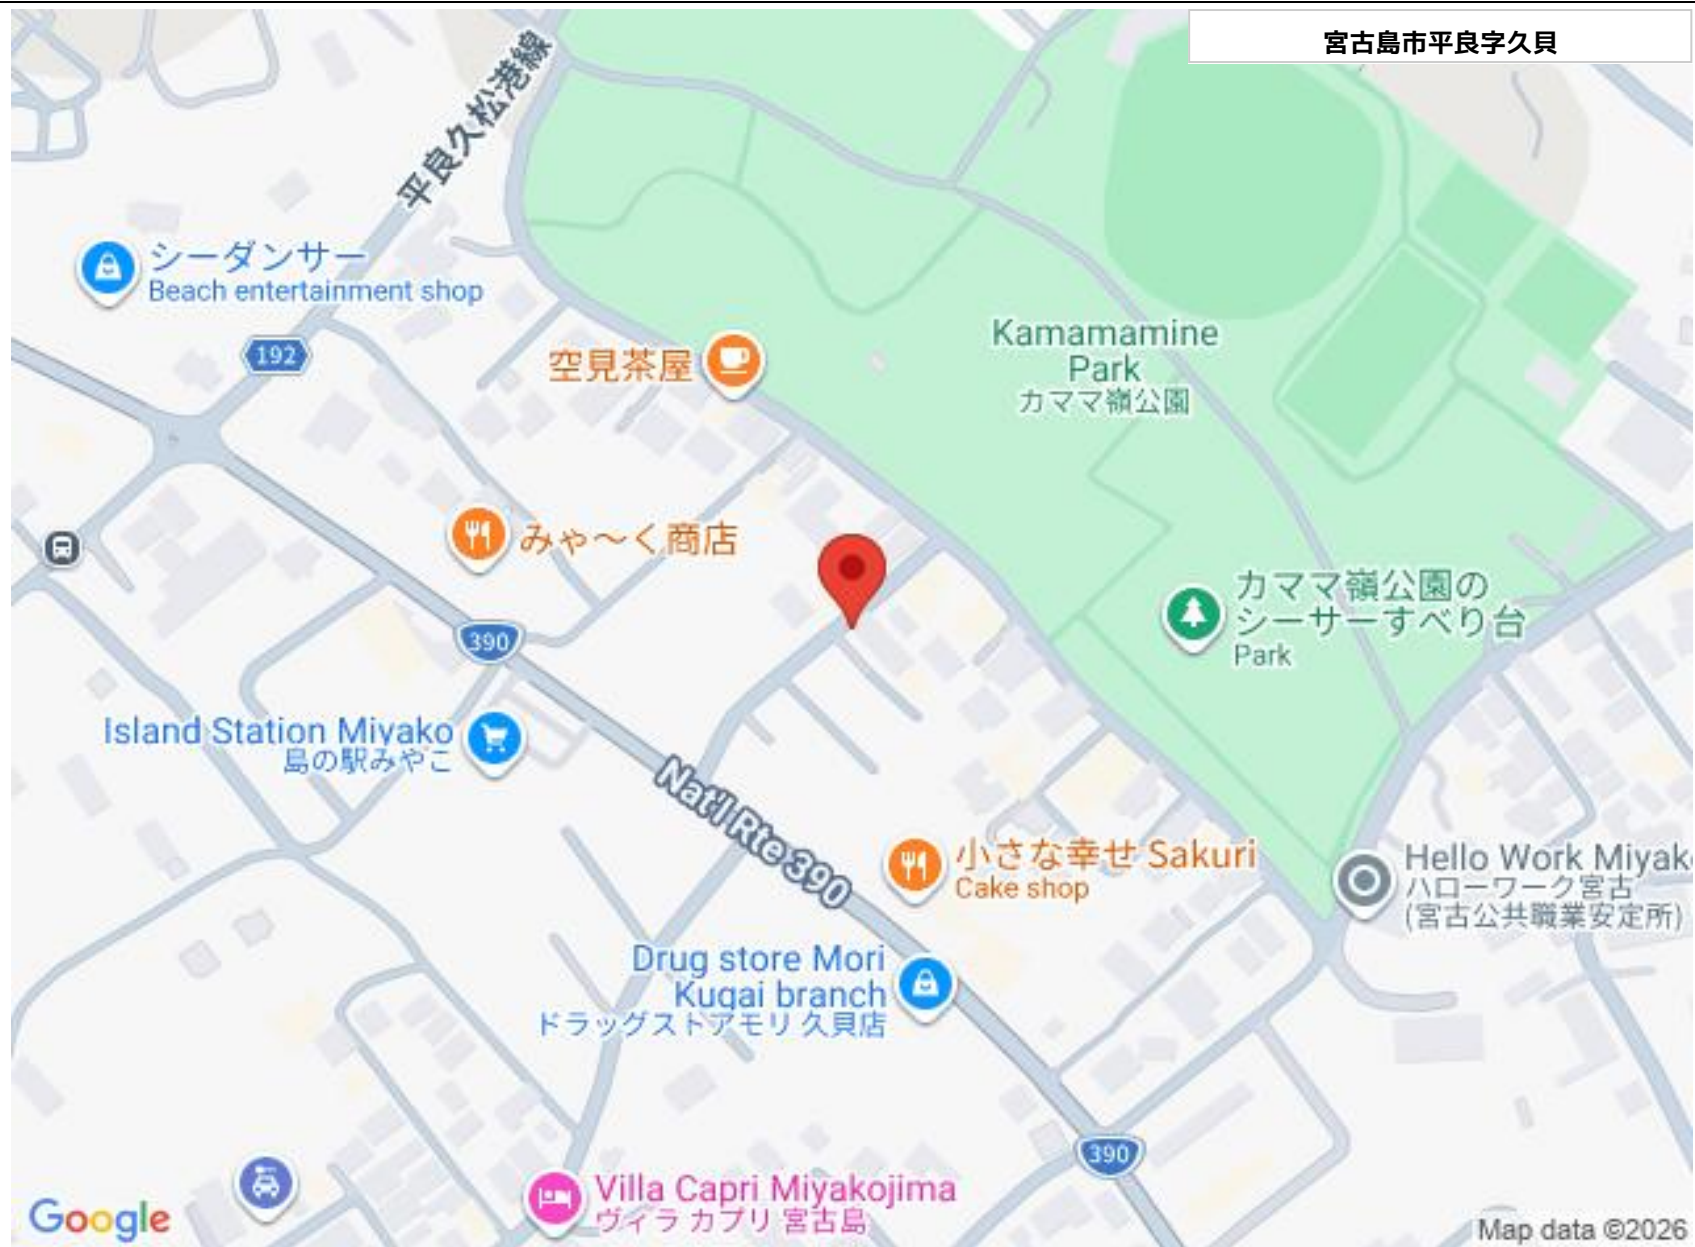 宮古島市平良字久貝
平良久松港線
シーダンサー
Beach entertainment shop
192
空見茶屋
Kamamamine
Park
カママ嶺公園
みゃ～く商店
390
カママ嶺公園の
シーサーすべり台
Park
Island Station Miyako
島の駅みやこ
Nat'l Rte 390
小さな幸せ Sakuri
Cake shop
Hello Work Miyak
ハローワーク宮古
(宮古公共職業安定所)
Drug store Mori
Kugai branch
ドラッグストアモリ 久貝店
390
Villa Capri Miyakojima
ヴィラ カプリ 宮古島
Google
Map data ©2026